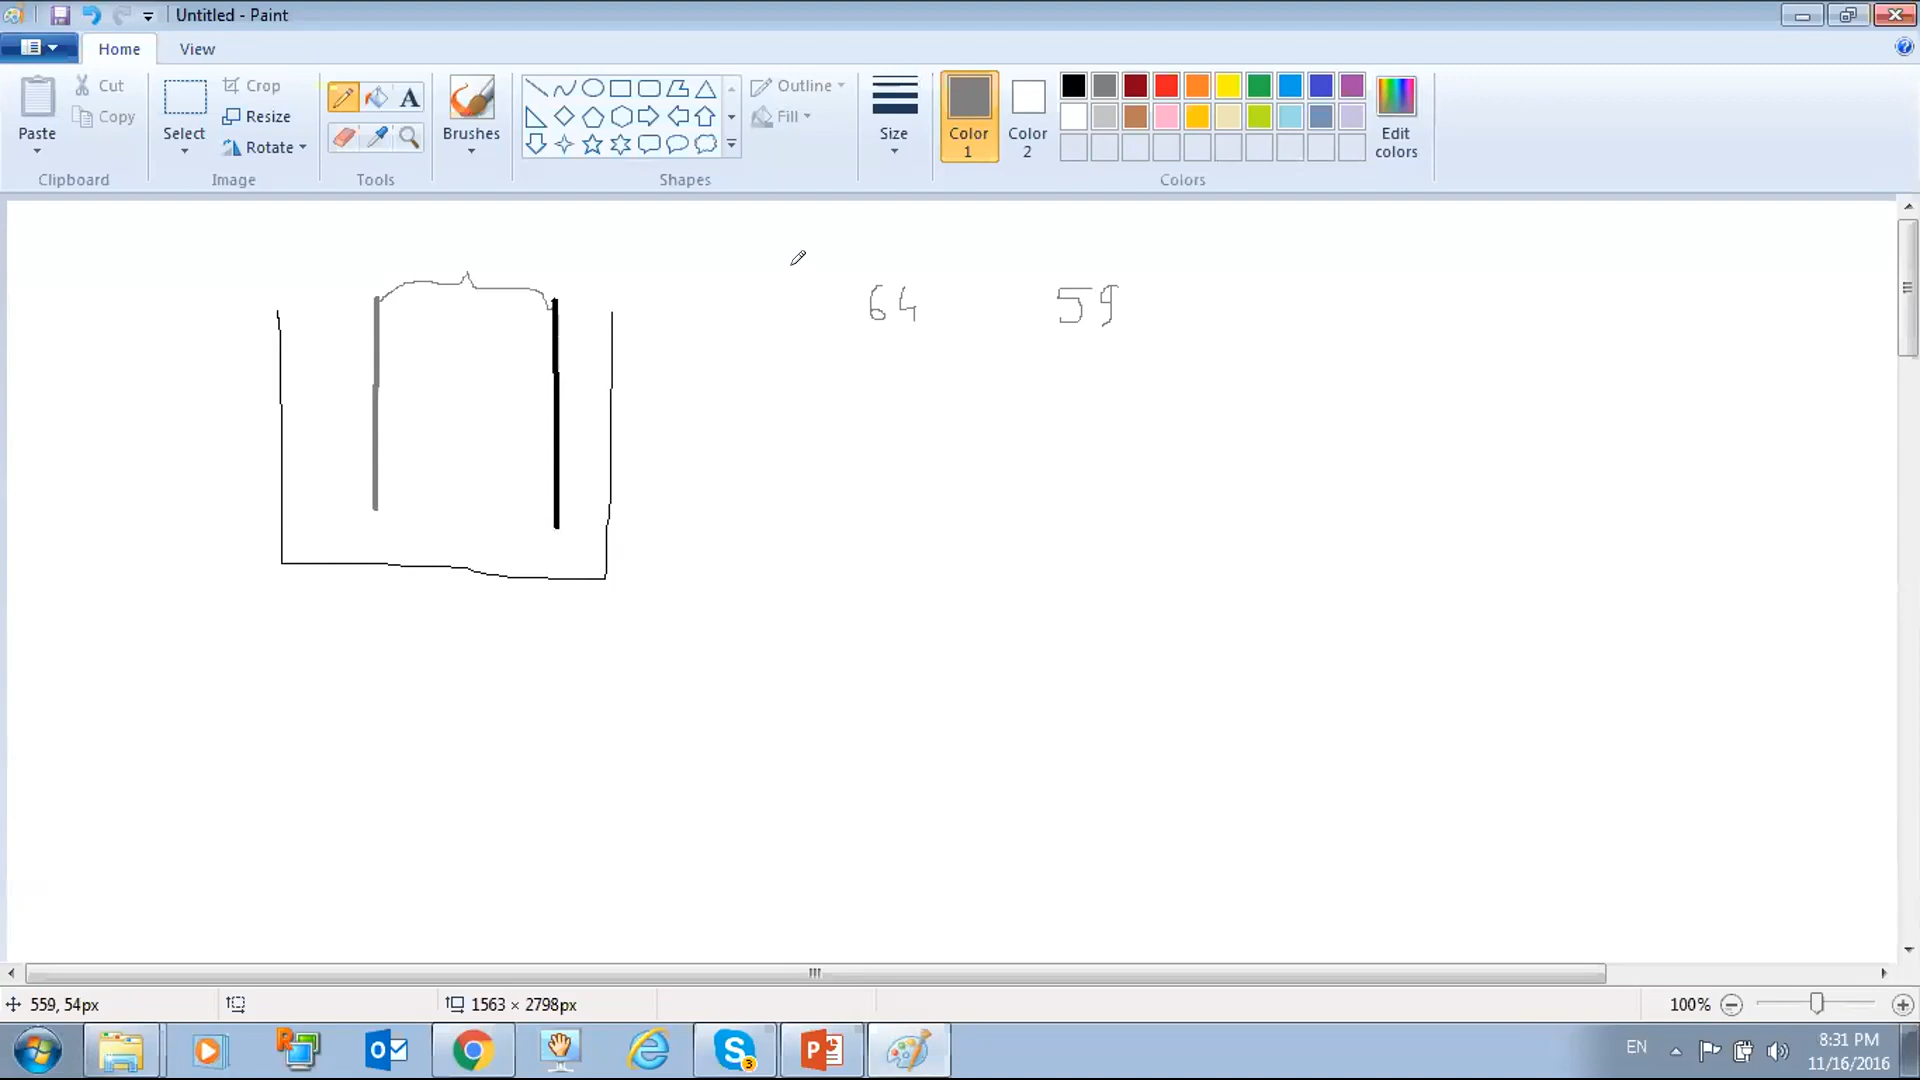 Untitled - Paint
Home View
Paste Cut Copy Clipboard
Select Crop Resize Rotate Image
Tools
Brushes
Shapes
Outline
Fill
Size
Color 1
Color 2
Edit colors
Colors
64 59
559, 54px 1563 × 2798px 100%
EN 8:31 PM
11/16/2016